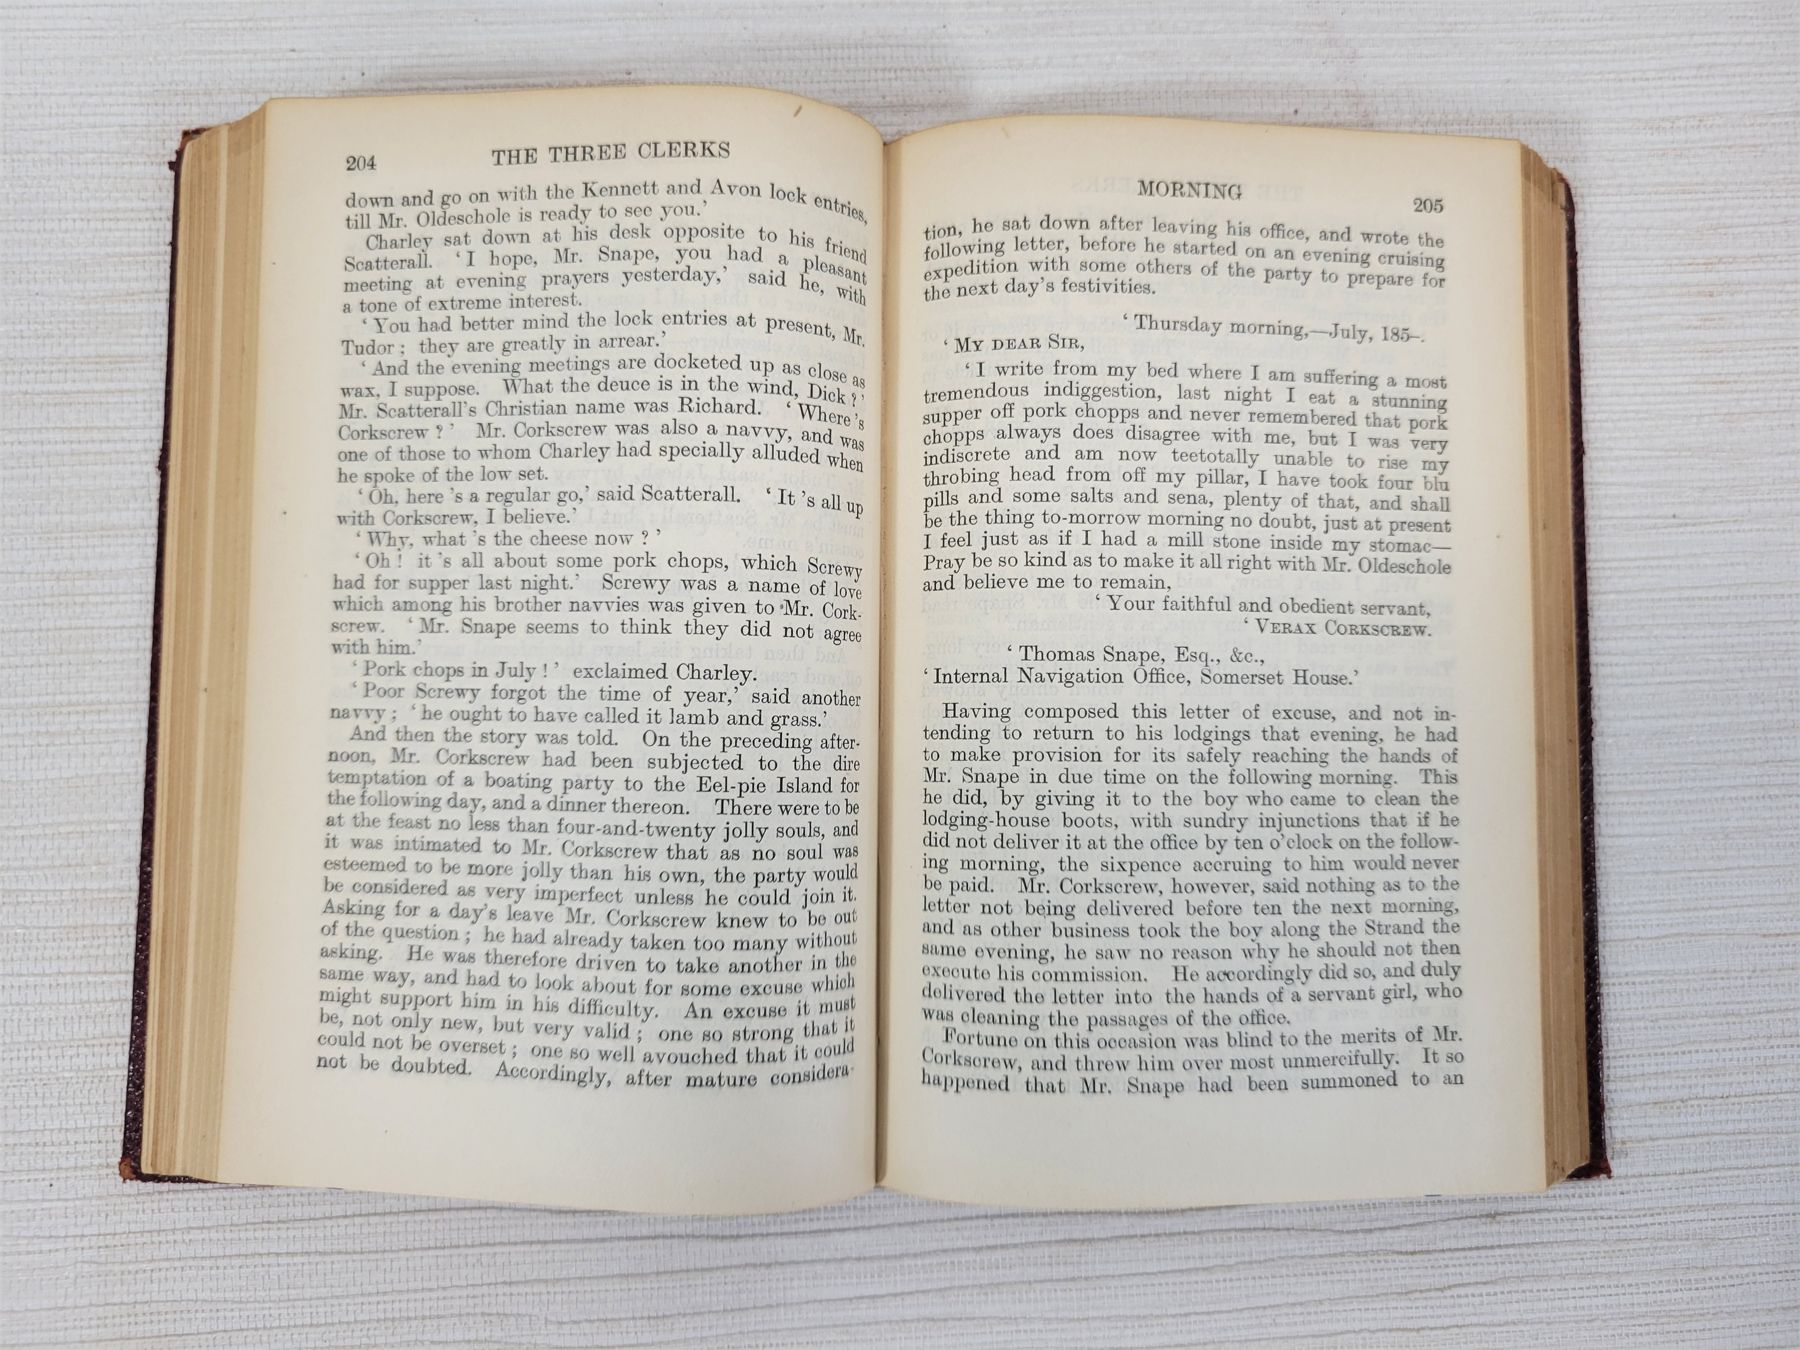 204 THE THREE CLERKS
down and go on with the Kennett and Avon lock entries,
till Mr. Oldeschole is ready to see you.’
Charley sat down at his desk opposite to his friend
Scatterall. ‘I hope, Mr. Snape, you had a pleasant
meeting at evening prayers yesterday,’ said he, with
a tone of extreme interest.
‘You had better mind the lock entries at present, Mr.
Tudor; they are greatly in arrear.’
‘And the evening meetings are docketed up as close as
wax, I suppose. What the deuce is in the wind, Dick?’
Mr. Scatterall’s Christian name was Richard. ‘Where’s
Corkscrew?’ Mr. Corkscrew was also a navvy, and was
one of those to whom Charley had specially alluded when
he spoke of the low set.
‘Oh, here’s a regular go,’ said Scatterall. ‘It’s all up
with Corkscrew, I believe.’
‘Why, what’s the cheese now?’
‘Oh! it’s all about some pork chops, which Screwy
had for supper last night.’ Screwy was a name of love
which among his brother navvies was given to Mr. Cork-
screw. ‘Mr. Snape seems to think they did not agree
with him.’
‘Pork chops in July!’ exclaimed Charley.
‘Poor Screwy forgot the time of year,’ said another
navvy; ‘he ought to have called it lamb and grass.’
And then the story was told. On the preceding after-
noon, Mr. Corkscrew had been subjected to the dire
temptation of a boating party to the Eel-pie Island for
the following day, and a dinner thereon. There were to be
at the feast no less than four-and-twenty jolly souls, and
it was intimated to Mr. Corkscrew that as no soul was
esteemed to be more jolly than his own, the party would
be considered as very imperfect unless he could join it.
Asking for a day’s leave Mr. Corkscrew knew to be out
of the question; he had already taken too many without
asking. He was therefore driven to take another in the
same way, and had to look about for some excuse which
might support him in his difficulty. An excuse it must
be, not only new, but very valid; one so strong that it
could not be overset; one so well avouched that it could
not be doubted. Accordingly, after mature considera-
MORNING 205
tion, he sat down after leaving his office, and wrote the
following letter, before he started on an evening cruising
expedition with some others of the party to prepare for
the next day’s festivities.
‘Thursday morning,—July, 185–.
‘MY DEAR SIR,
‘I write from my bed where I am suffering a most
tremendous indiggestion, last night I eat a stunning
supper off pork chopps and never remembered that pork
chopps always does disagree with me, but I was very
indiscrete and am now teetotally unable to rise my
throbing head from off my pillar, I have took four blu
pills and some salts and sena, plenty of that, and shall
be the thing to-morrow morning no doubt, just at present
I feel just as if I had a mill stone inside my stomac—
Pray be so kind as to make it all right with Mr. Oldeschole
and believe me to remain,
‘Your faithful and obedient servant,
‘VERAX CORKSCREW.
‘Thomas Snape, Esq., &c.,
‘Internal Navigation Office, Somerset House.’
Having composed this letter of excuse, and not in-
tending to return to his lodgings that evening, he had
to make provision for its safely reaching the hands of
Mr. Snape in due time on the following morning. This
he did, by giving it to the boy who came to clean the
lodging-house boots, with sundry injunctions that if he
did not deliver it at the office by ten o’clock on the follow-
ing morning, the sixpence accruing to him would never
be paid. Mr. Corkscrew, however, said nothing as to the
letter not being delivered before ten the next morning,
and as other business took the boy along the Strand the
same evening, he saw no reason why he should not then
execute his commission. He accordingly did so, and duly
delivered the letter into the hands of a servant girl, who
was cleaning the passages of the office.
Fortune on this occasion was blind to the merits of Mr.
Corkscrew, and threw him over most unmercifully. It so
happened that Mr. Snape had been summoned to an